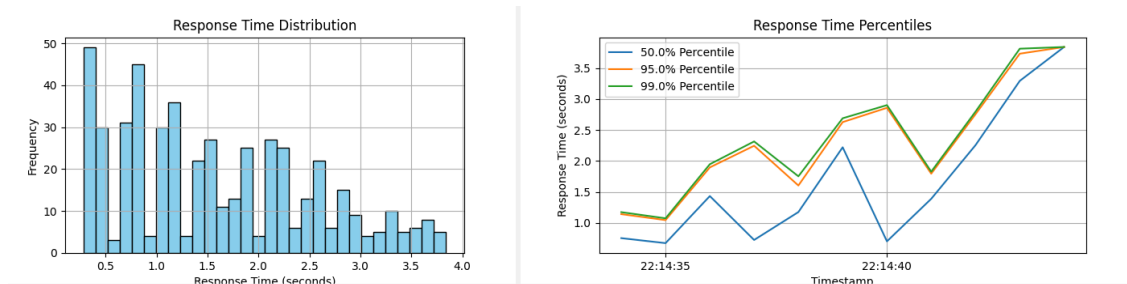 Response Time Distribution
50
40
30
20
10
0
Frequency
0.5 1.0 1.5 2.0 2.5 3.0 3.5 4.0
Response Time (seconds)
Response Time Percentiles
50.0% Percentile
95.0% Percentile
99.0% Percentile
3.5
3.0
2.5
2.0
1.5
1.0
Response Time (seconds)
22:14:35 22:14:40
Timestamp